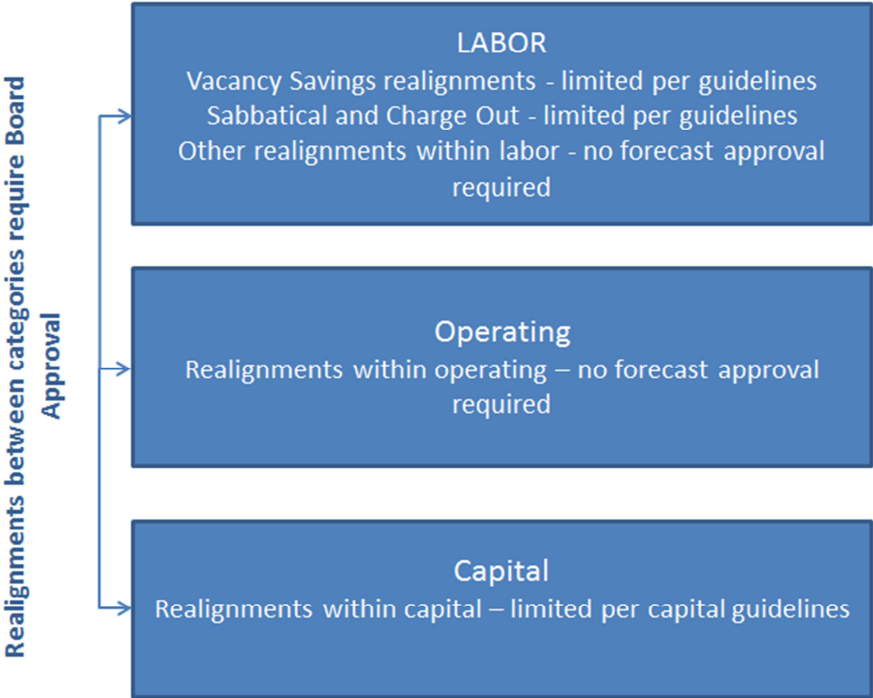 Realignments between categories require Board
Approval
LABOR
Vacancy Savings realignments - limited per guidelines
Sabbatical and Charge Out - limited per guidelines
Other realignments within labor - no forecast approval
required
Operating
Realignments within operating – no forecast approval
required
Capital
Realignments within capital – limited per capital guidelines